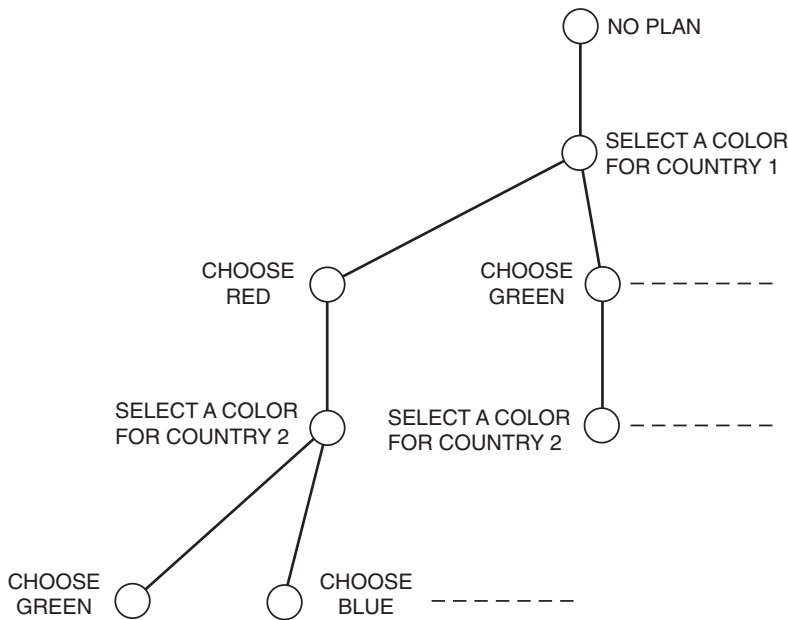 NO PLAN
SELECT A COLOR
FOR COUNTRY 1
CHOOSE
RED
CHOOSE
GREEN
SELECT A COLOR
FOR COUNTRY 2
SELECT A COLOR
FOR COUNTRY 2
CHOOSE
GREEN
CHOOSE
BLUE